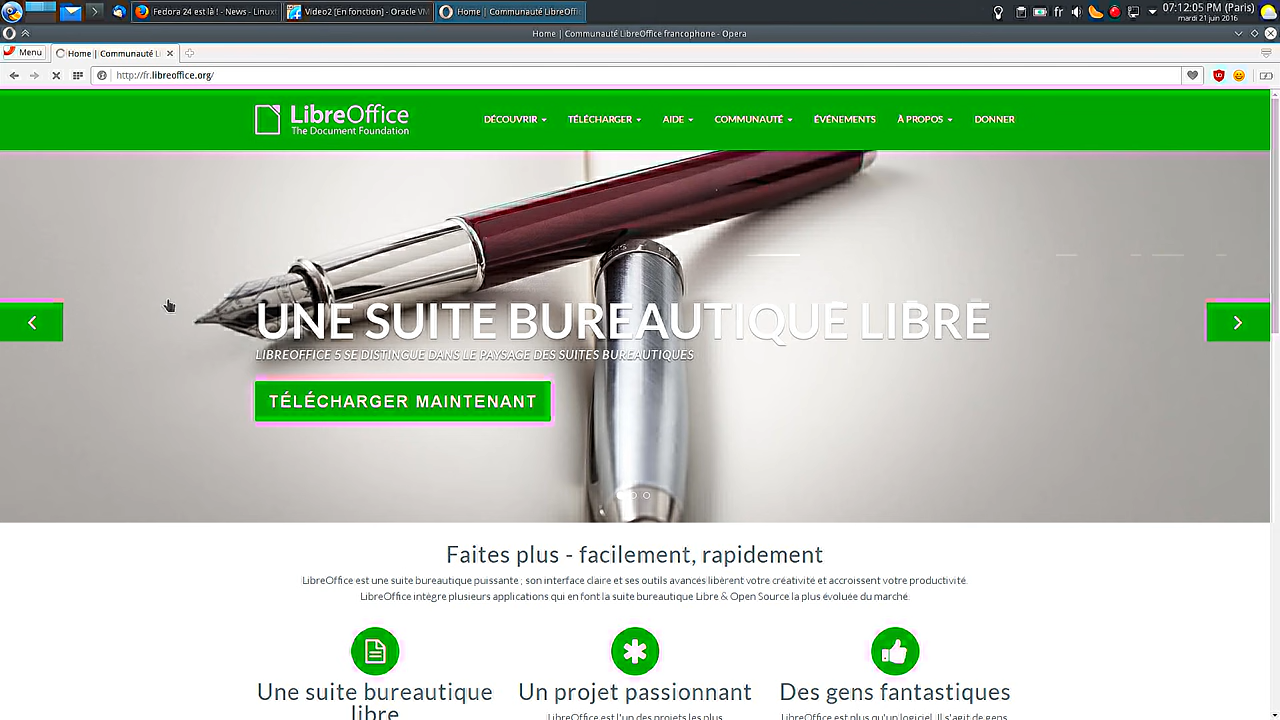 Fedora 24 est là ! - News - Linux
Video2 [En fonction] - Oracle VM
Home | Communauté LibreOffi
fr
07:12:05 PM (Paris)
mardi 21 juin 2016
Home | Communauté LibreOffice francophone - Opera
Menu
Home | Communauté Li
http://fr.libreoffice.org/
LibreOffice
The Document Foundation
DÉCOUVRIR
TÉLÉCHARGER
AIDE
COMMUNAUTÉ
ÉVÉNEMENTS
À PROPOS
DONNER
UNE SUITE BUREAUTIQUE LIBRE
LIBREOFFICE 5 SE DISTINGUE DANS LE PAYSAGE DES SUITES BUREAUTIQUES
TÉLÉCHARGER MAINTENANT
Faites plus - facilement, rapidement
LibreOffice est une suite bureautique puissante ; son interface claire et ses outils avancés libèrent votre créativité et accroissent votre productivité.
LibreOffice intègre plusieurs applications qui en font la suite bureautique Libre & Open Source la plus évoluée du marché.
Une suite bureautique
libre
Un projet passionnant
LibreOffice est l'un des projets les plus
Des gens fantastiques
LibreOffice est plus qu'un logiciel. Il s'agit de gens